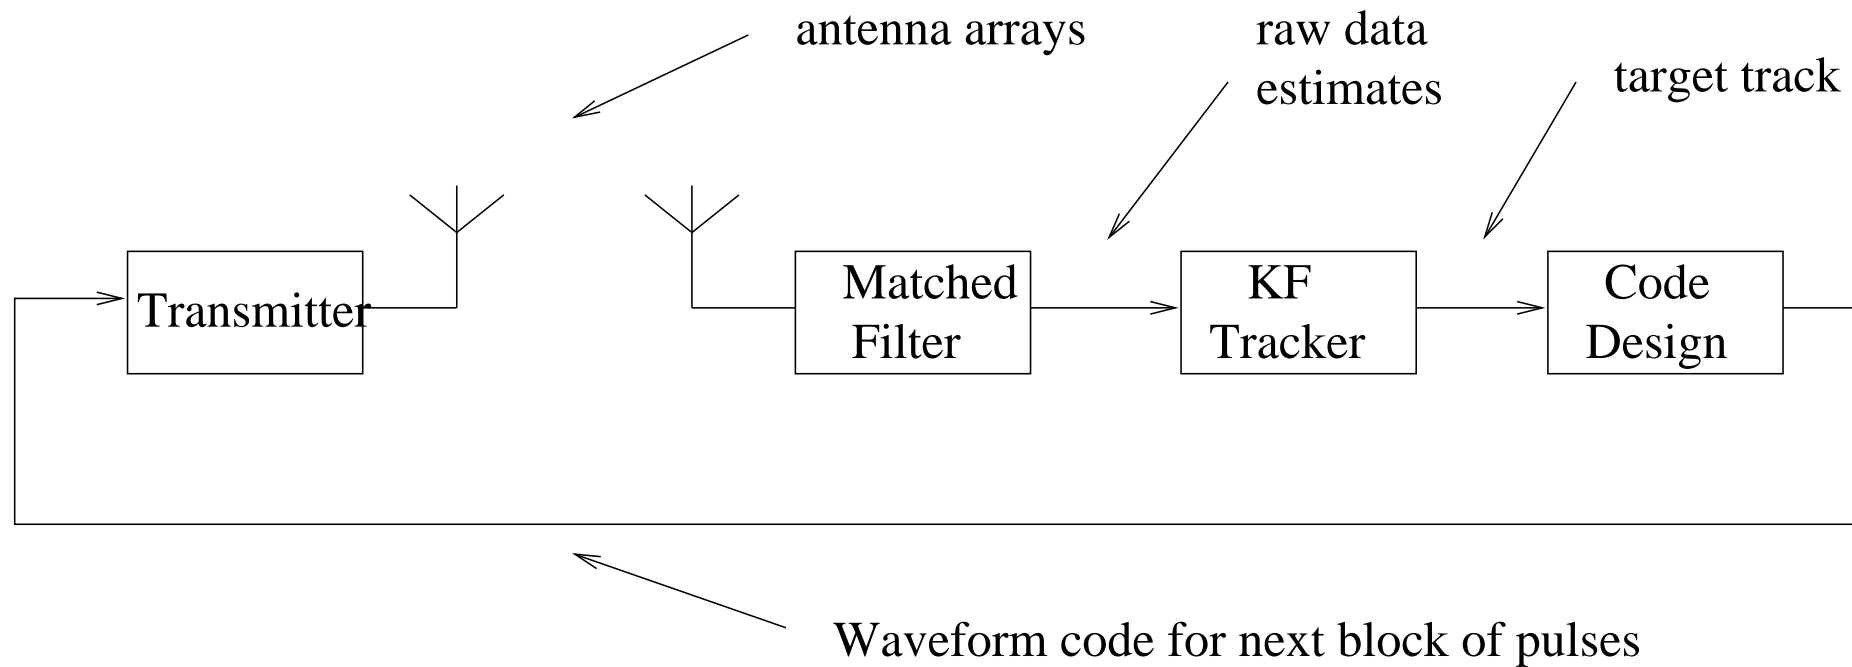 antenna arrays
raw data
estimates
target track
Transmitter
Matched
Filter
KF
Tracker
Code
Design
Waveform code for next block of pulses